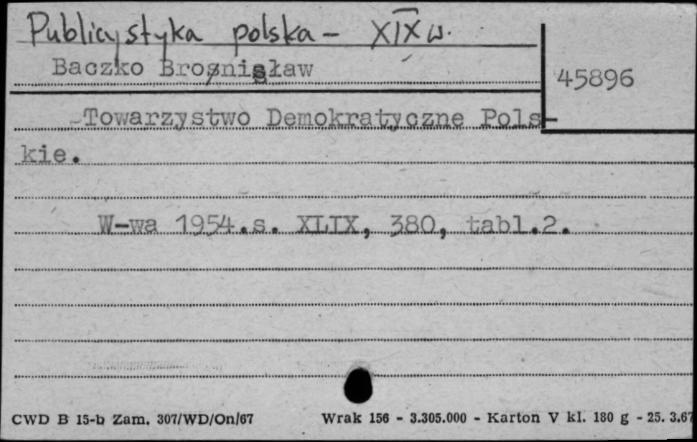 Publicystyka polska - XIX w.
Baczko Bronisław
45896
-Towarzystwo Demokratyczne Pols-
kie.
W-wa 1954.s. XLIX, 380, tabl.2.
CWD B 15-b Zam. 307/WD/On/67 Wrak 156 - 3.305.000 - Karton V kl. 180 g - 25. 3.67